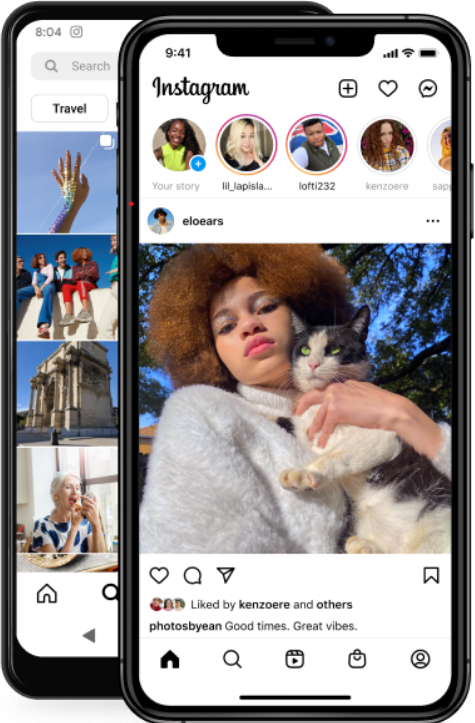 8:04
Search
Travel
9:41
Instagram
Your story
lil_lapisla...
lofti232
kenzoere
sapp
eloears
Liked by kenzoere and others
photosbyean Good times. Great vibes.